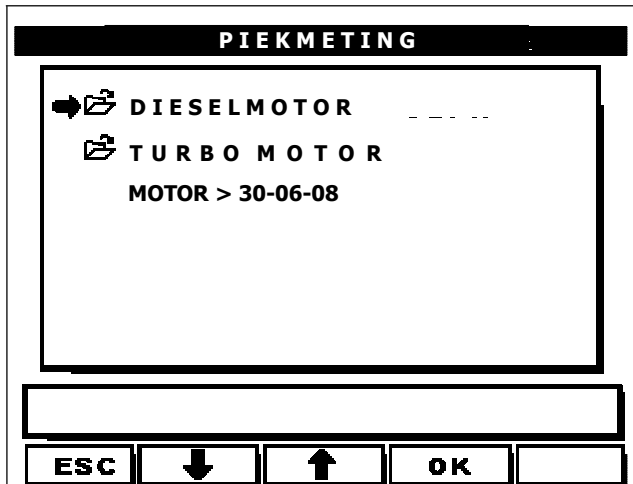 PIEKMETING
DIESELMOTOR
TURBO MOTOR
MOTOR > 30-06-08
ESC OK